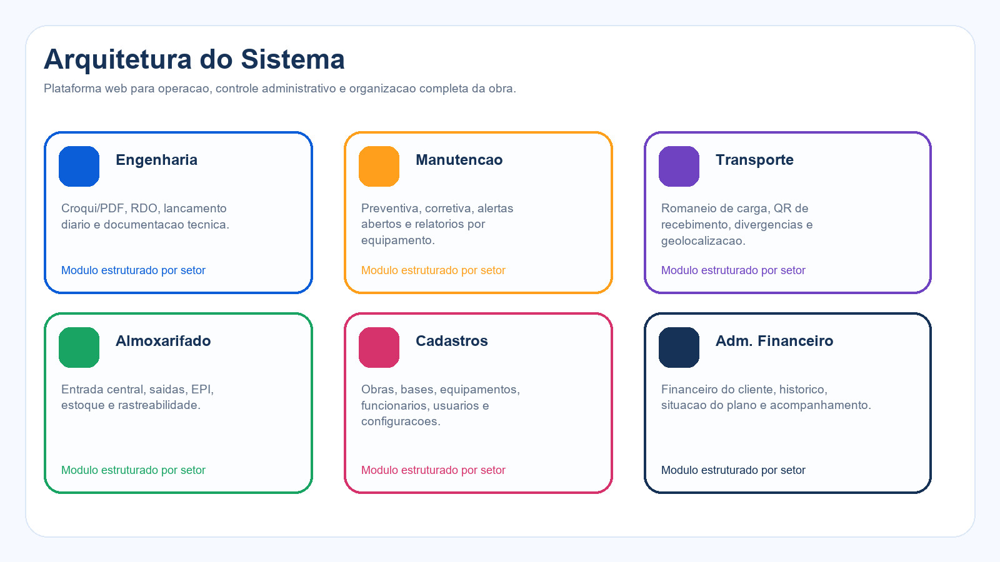 Arquitetura do Sistema
Plataforma web para operacao, controle administrativo e organizacao completa da obra.
Engenharia
Croqui/PDF, RDO, lancamento
diario e documentacao tecnica.
Modulo estruturado por setor
Manutencao
Preventiva, corretiva, alertas
abertos e relatorios por
equipamento.
Modulo estruturado por setor
Transporte
Romaneio de carga, QR de
recebimento, divergencias e
geolocalizacao.
Modulo estruturado por setor
Almoxarifado
Entrada central, saidas, EPI,
estoque e rastreabilidade.
Modulo estruturado por setor
Cadastros
Obras, bases, equipamentos,
funcionarios, usuarios e
configuracoes.
Modulo estruturado por setor
Adm. Financeiro
Financeiro do cliente, historico,
situacao do plano e acompanhamento.
Modulo estruturado por setor